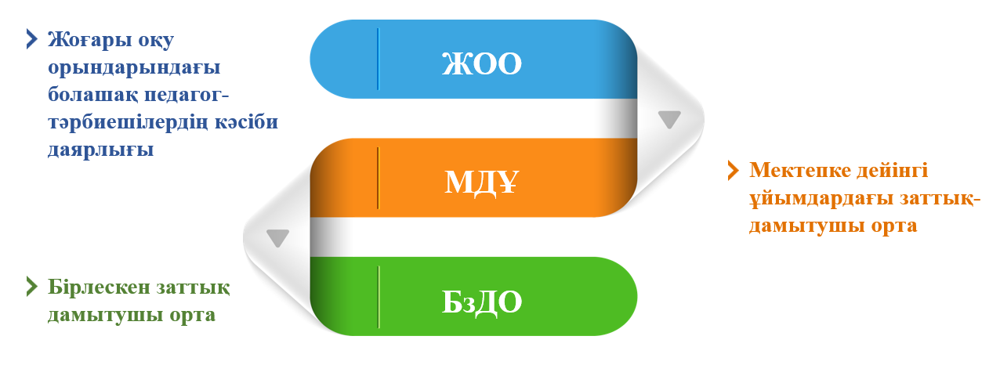 Жоғары оқу
орындарындағы
болашақ педагог-
тәрбиешілердің кәсіби
даярлығы
ЖОО
МДҰ
Мектепке дейінгі
ұйымдардағы заттық-
дамытушы орта
Бірлескен заттық
дамытушы орта
БзДО